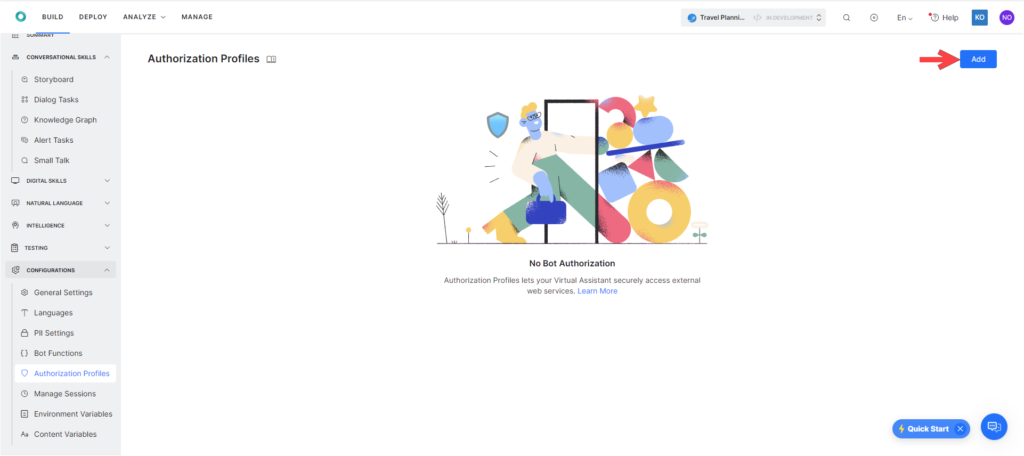 BUILD DEPLOY ANALYZE MANAGE
Travel Planni... IN DEVELOPMENT
En Help KO NO
SUMMARY
CONVERSATIONAL SKILLS
Storyboard
Dialog Tasks
Knowledge Graph
Alert Tasks
Small Talk
DIGITAL SKILLS
NATURAL LANGUAGE
INTELLIGENCE
TESTING
CONFIGURATIONS
General Settings
Languages
PII Settings
Bot Functions
Authorization Profiles
Manage Sessions
Environment Variables
Aa Content Variables
Authorization Profiles
Add
No Bot Authorization
Authorization Profiles lets your Virtual Assistant securely access external
web services. Learn More
Quick Start